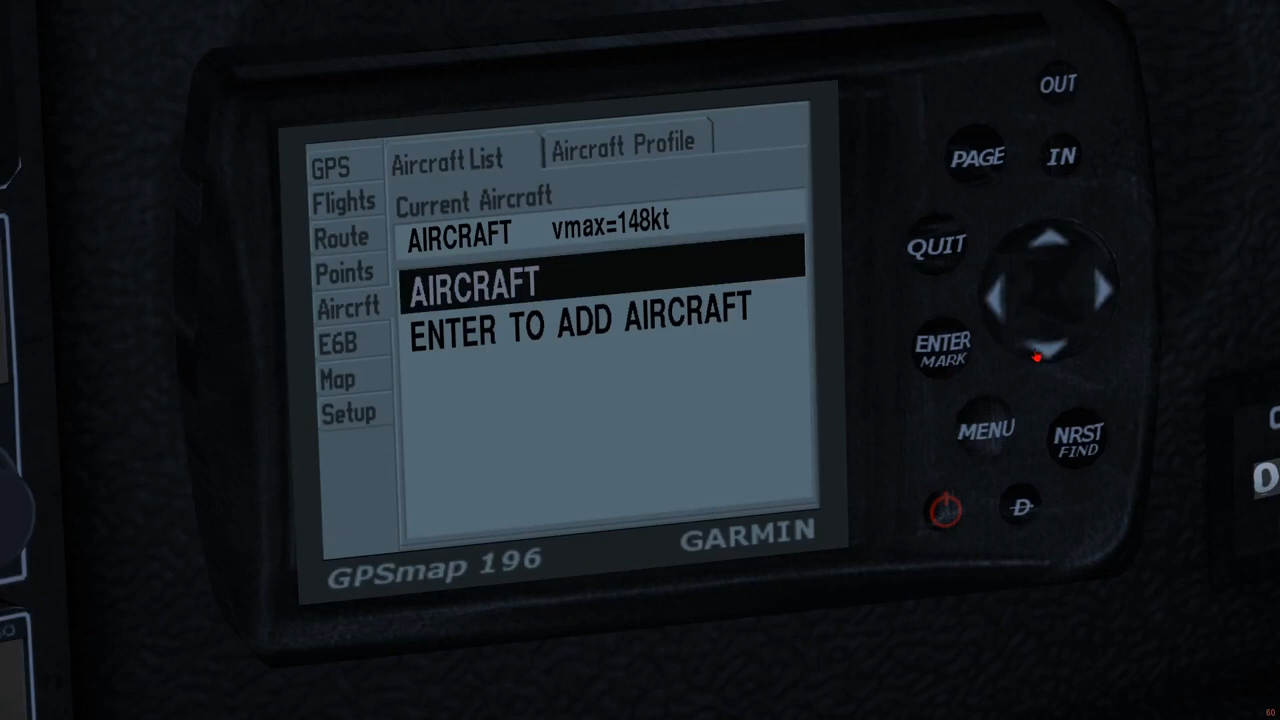 OUT
PAGE
IN
QUIT
ENTER
MARK
MENU
NRST
FIND
D
GPS
Flights
Route
Points
Aircrft
E6B
Map
Setup
Aircraft List
Aircraft Profile
Current Aircraft
AIRCRAFT vmax=148kt
AIRCRAFT
ENTER TO ADD AIRCRAFT
GPSmap 196
GARMIN
60